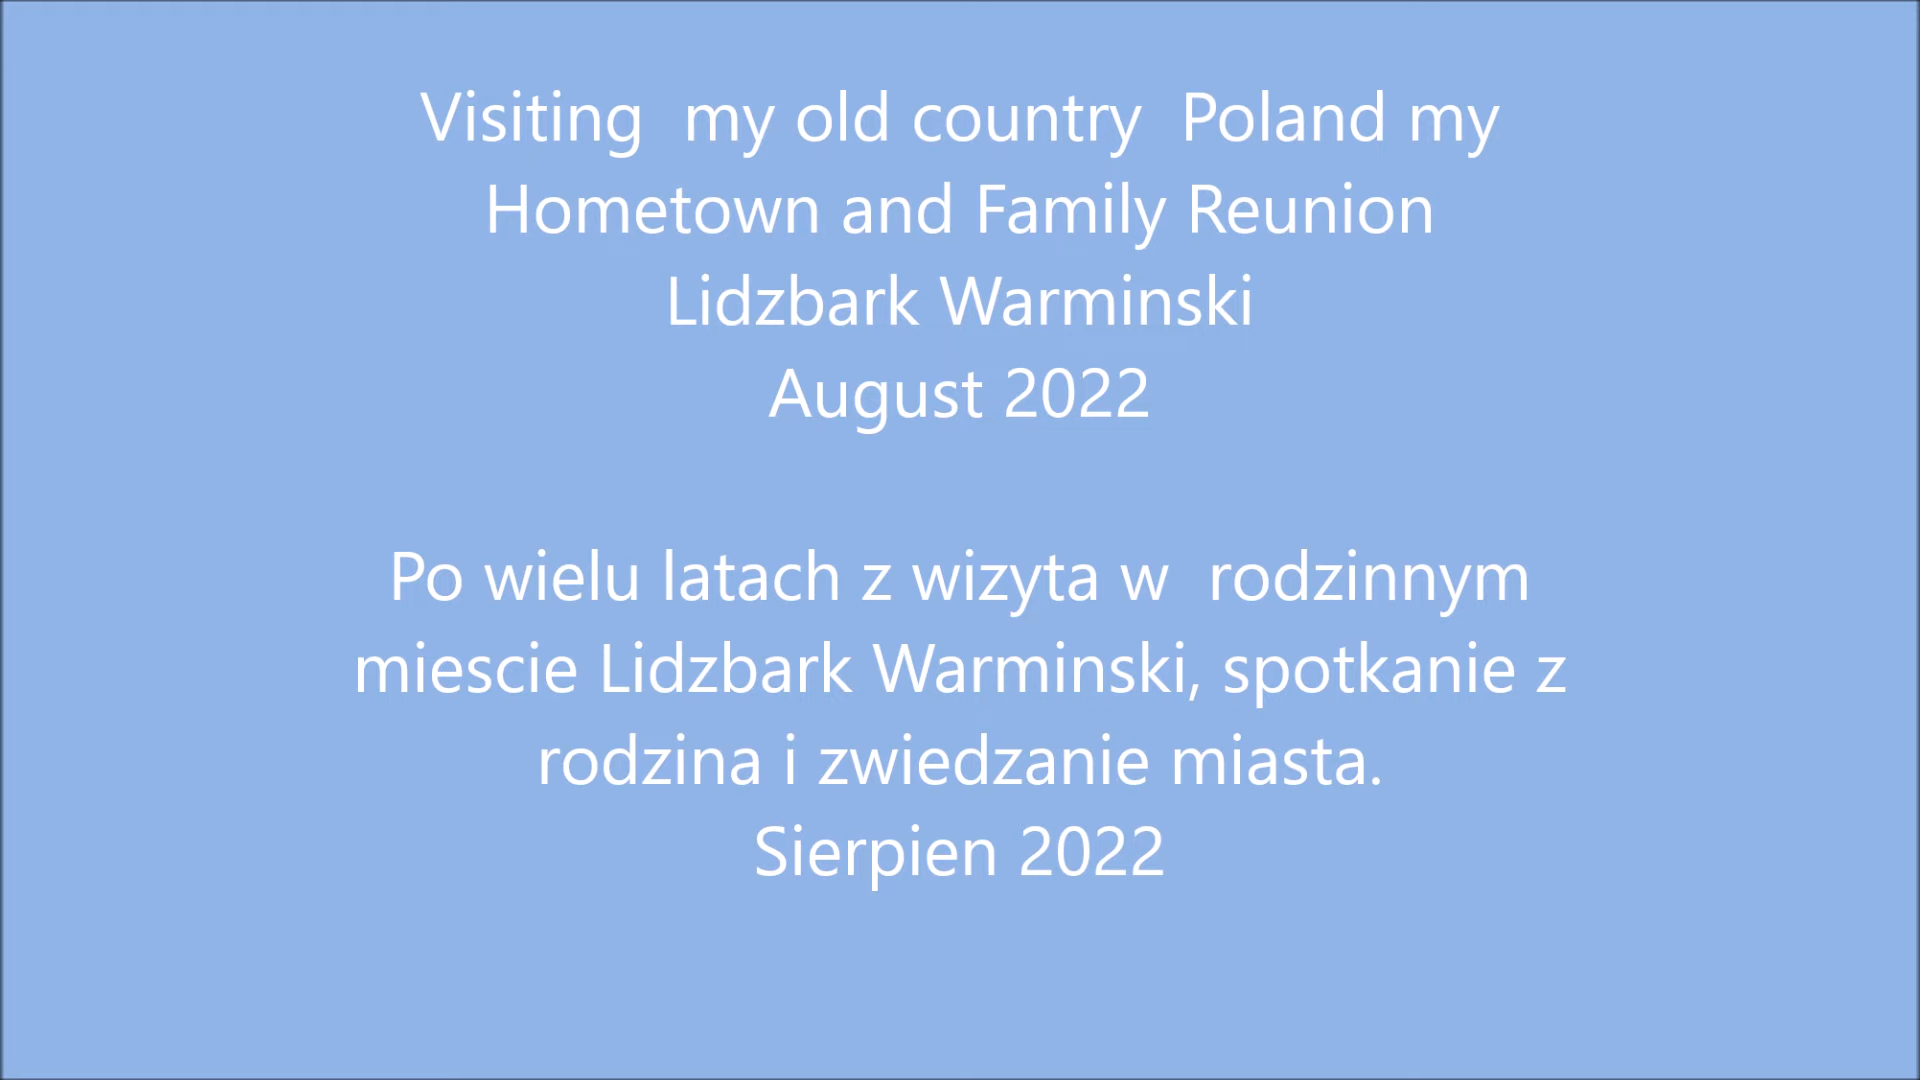 Visiting  my old country  Poland my
Hometown and Family Reunion
Lidzbark Warminski
August 2022
Po wielu latach z wizyta w  rodzinnym
miescie Lidzbark Warminski, spotkanie z
rodzina i zwiedzanie miasta.
Sierpien 2022